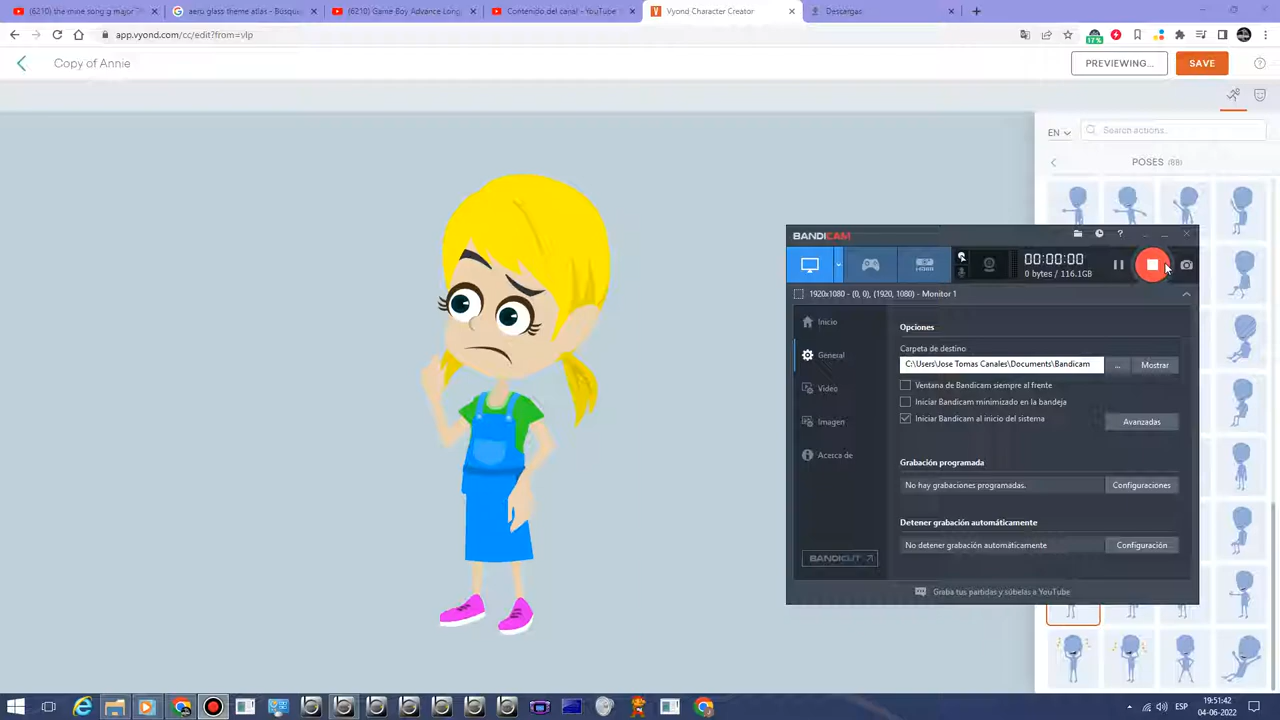 (6210) the mine song ly
aero glass theme atlas - Búsque
(6210) Game Boy Advance Long
Contenido del canal - YouTube
Vyond Character Creator
Descargas
app.vyond.com/cc/edit?from=vlp
17%
Copy of Annie
PREVIEWING...
SAVE
EN
Search actions..
POSES (88)
BANDICAM
HDMI
00:00:00
0 bytes / 116.1GB
1920x1080 - (0, 0), (1920, 1080) - Monitor 1
Inicio
General
Video
Imagen
Acerca de
BANDICUT
Opciones
Carpeta de destino
C:\Users\Jose Tomas Canales\Documents\Bandicam
...
Mostrar
Ventana de Bandicam siempre al frente
Iniciar Bandicam minimizado en la bandeja
Iniciar Bandicam al inicio del sistema
Avanzadas
Grabación programada
No hay grabaciones programadas.
Configuraciones
Detener grabación automáticamente
No detener grabación automáticamente
Configuración
Graba tus partidas y súbelas a YouTube
ESP
19:51:42
04-06-2022